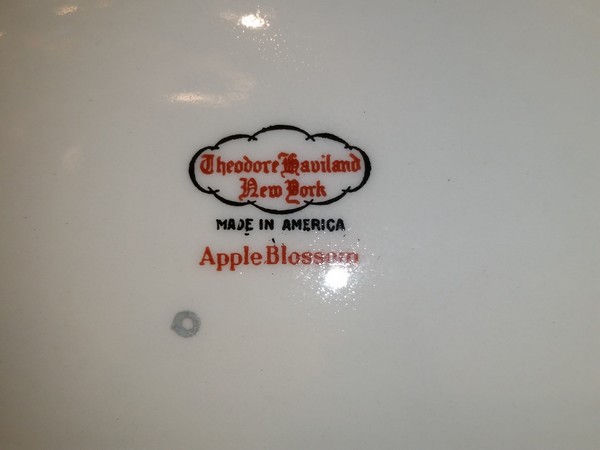 Theodore Haviland
New York
MADE IN AMERICA
Apple Blossom